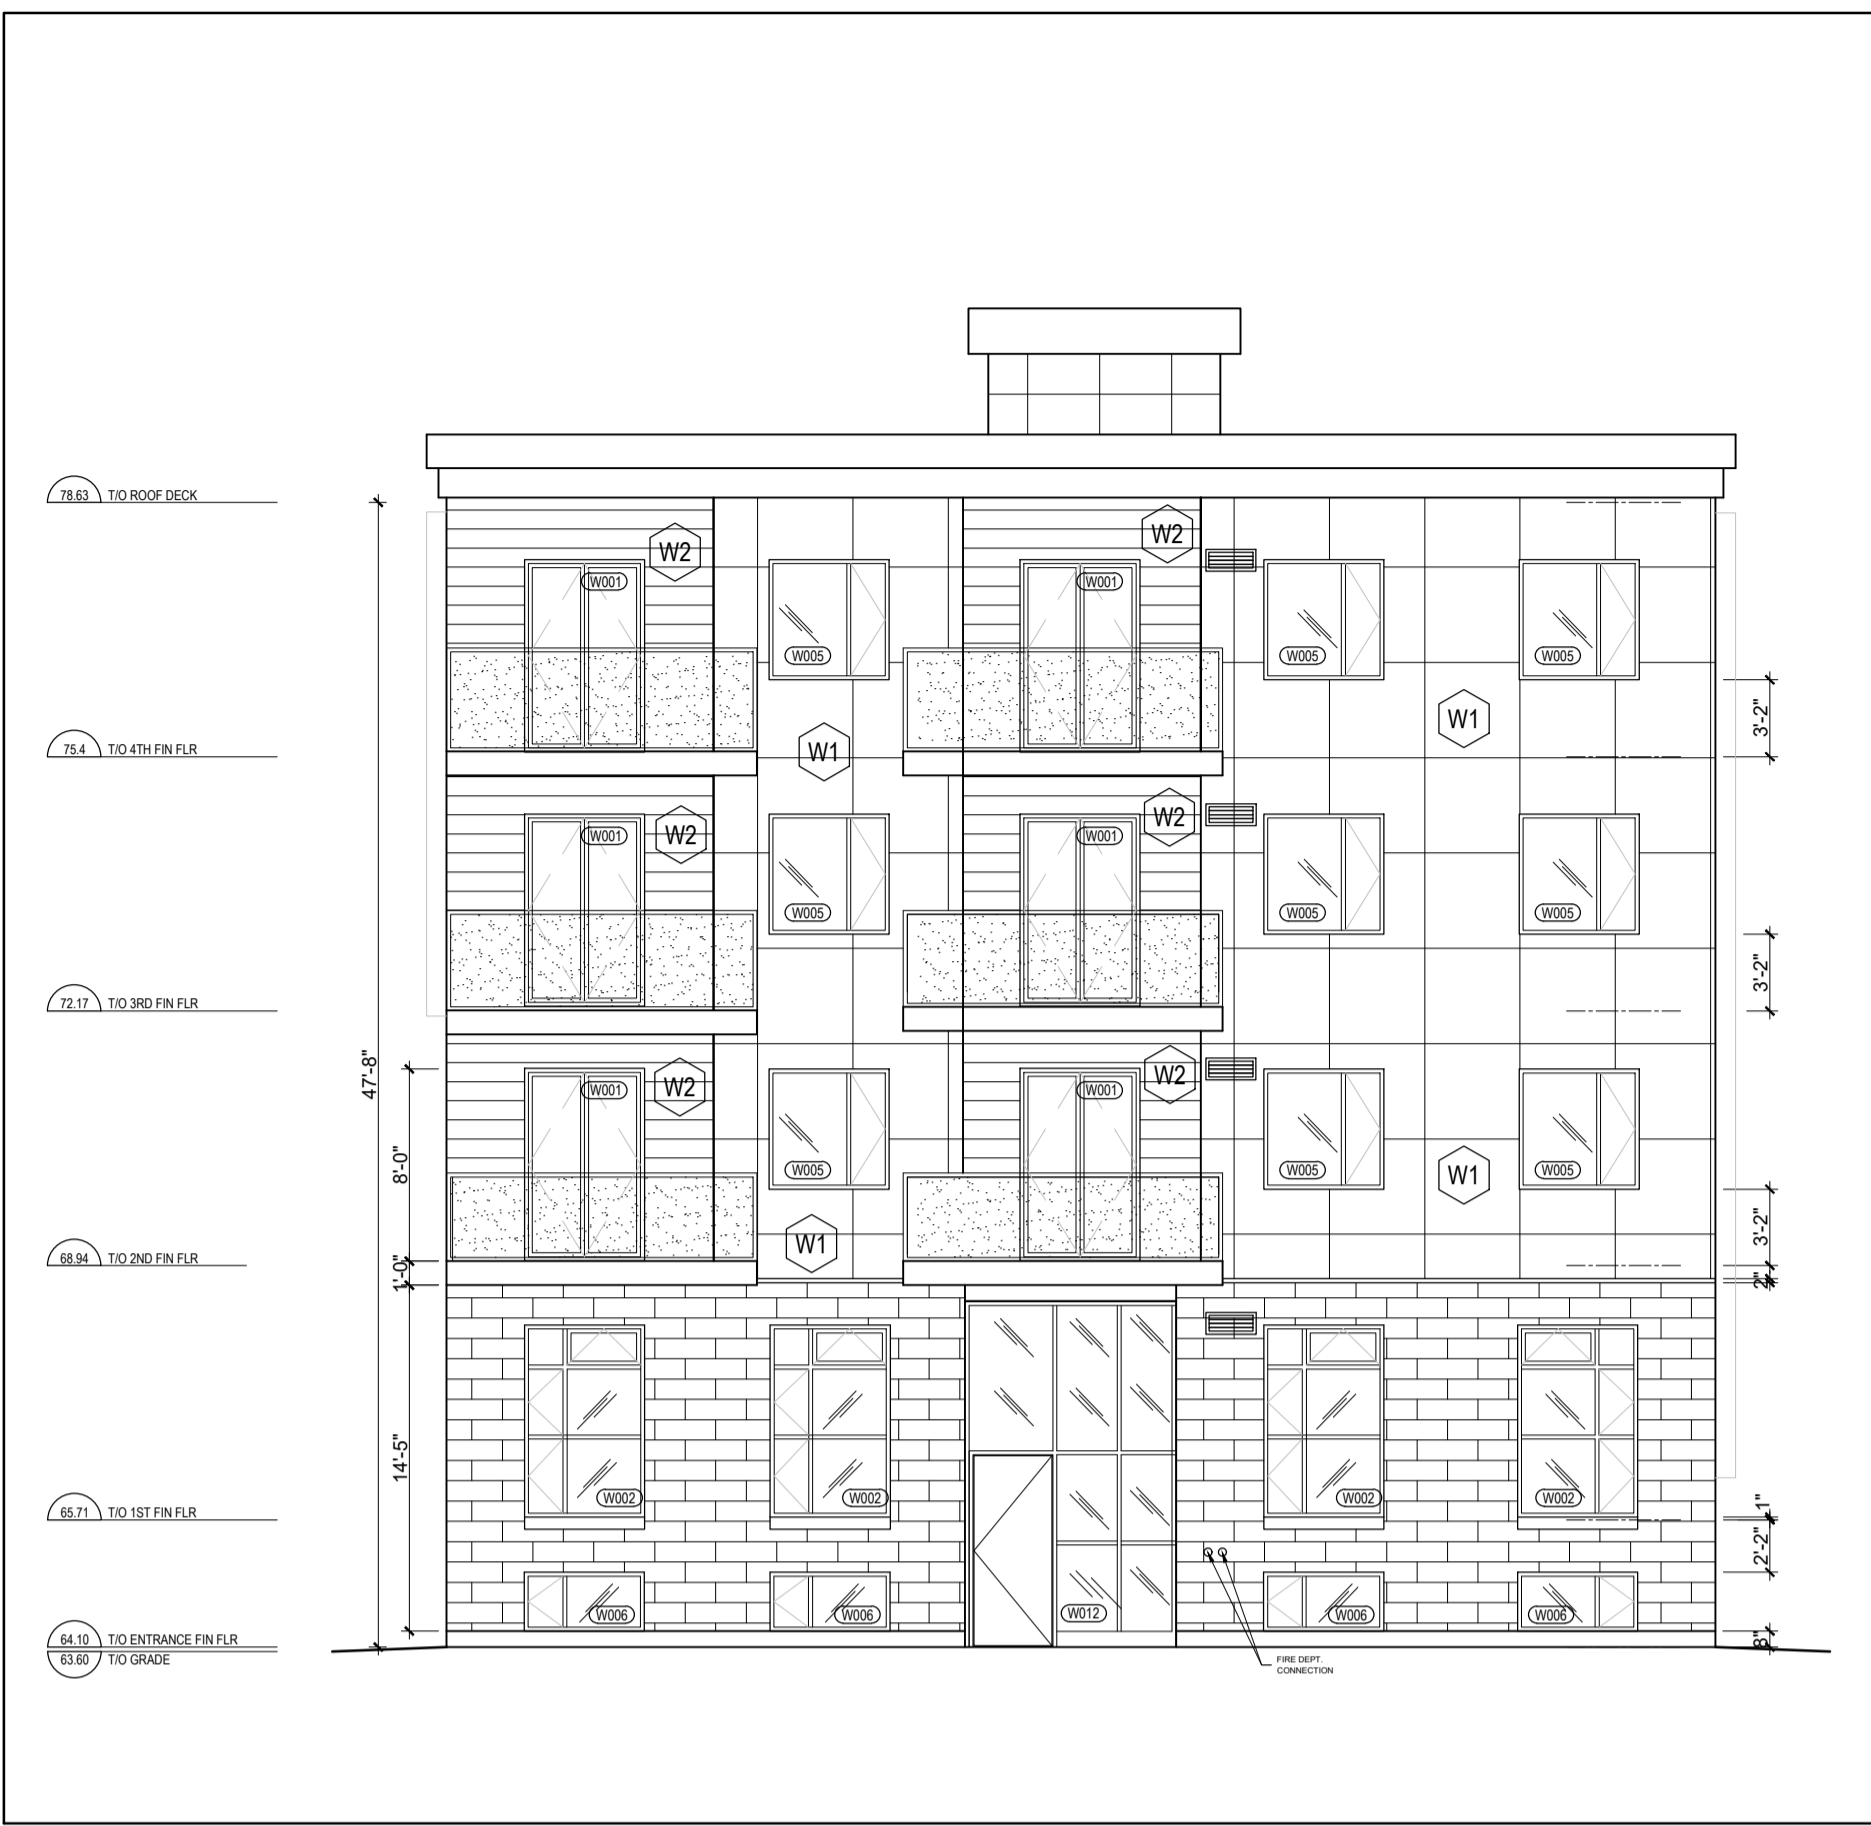 W2
W2
78.63 T/O ROOF DECK
W001
W001
W005
W005
W005
3'-2"
W1
75.4 T/O 4TH FIN FLR
W1
W2
W2
W001
W001
W005
W005
W005
3'-2"
72.17 T/O 3RD FIN FLR
47'-8"
W2
W2
W001
W001
8'-0"
W005
W005
W005
W1
3'-2"
W1
68.94 T/O 2ND FIN FLR
1'-0"
2"
14'-5"
W002
W002
W002
W002
1"
65.71 T/O 1ST FIN FLR
2'-2"
W006
W006
W012
W006
W006
64.10 T/O ENTRANCE FIN FLR
8"
63.60 T/O GRADE
FIRE DEPT.
CONNECTION